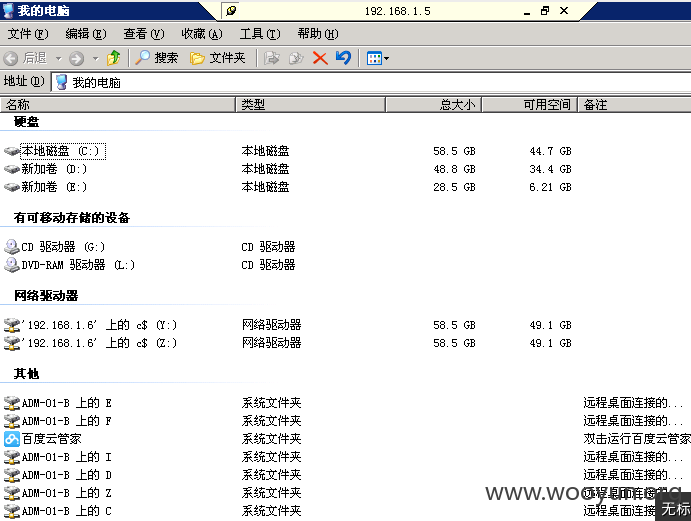 我的电脑
192.168.1.5
文件(F) 编辑(E) 查看(V) 收藏(A) 工具(T) 帮助(H)
后退 搜索 文件夹
地址(D) 我的电脑
名称 类型 总大小 可用空间 备注
硬盘
本地磁盘 (C:) 本地磁盘 58.5 GB 44.7 GB
新加卷 (D:) 本地磁盘 48.8 GB 34.4 GB
新加卷 (E:) 本地磁盘 28.5 GB 6.21 GB
有可移动存储的设备
CD 驱动器 (G:) CD 驱动器
DVD-RAM 驱动器 (L:) CD 驱动器
网络驱动器
'192.168.1.6' 上的 c$ (Y:) 网络驱动器 58.5 GB 49.1 GB
'192.168.1.6' 上的 c$ (Z:) 网络驱动器 58.5 GB 49.1 GB
其他
ADM-01-B 上的 E 系统文件夹 远程桌面连接的...
ADM-01-B 上的 F 系统文件夹 远程桌面连接的...
百度云管家 系统文件夹 双击运行百度云管家
ADM-01-B 上的 I 系统文件夹 远程桌面连接的...
ADM-01-B 上的 D 系统文件夹 远程桌面连接的...
ADM-01-B 上的 Z 系统文件夹 远程桌面连接的...
www.wooyun.org
ADM-01-B 上的 C 系统文件夹 远程桌面连接的
无标